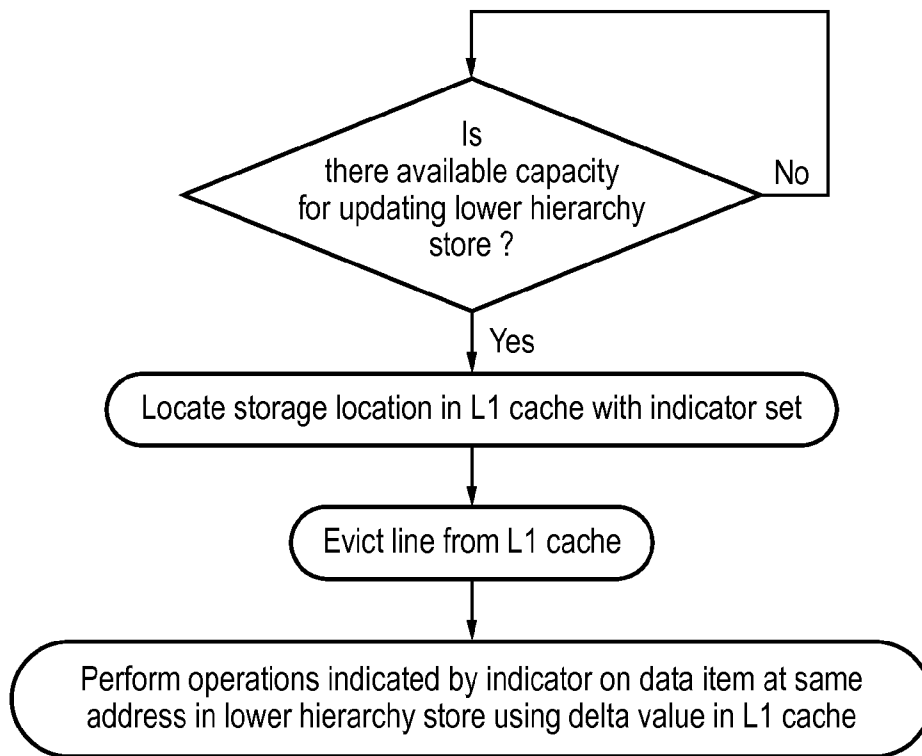 Is
there available capacity
for updating lower hierarchy
store ?
No
Yes
Locate storage location in L1 cache with indicator set
Evict line from L1 cache
Perform operations indicated by indicator on data item at same
address in lower hierarchy store using delta value in L1 cache